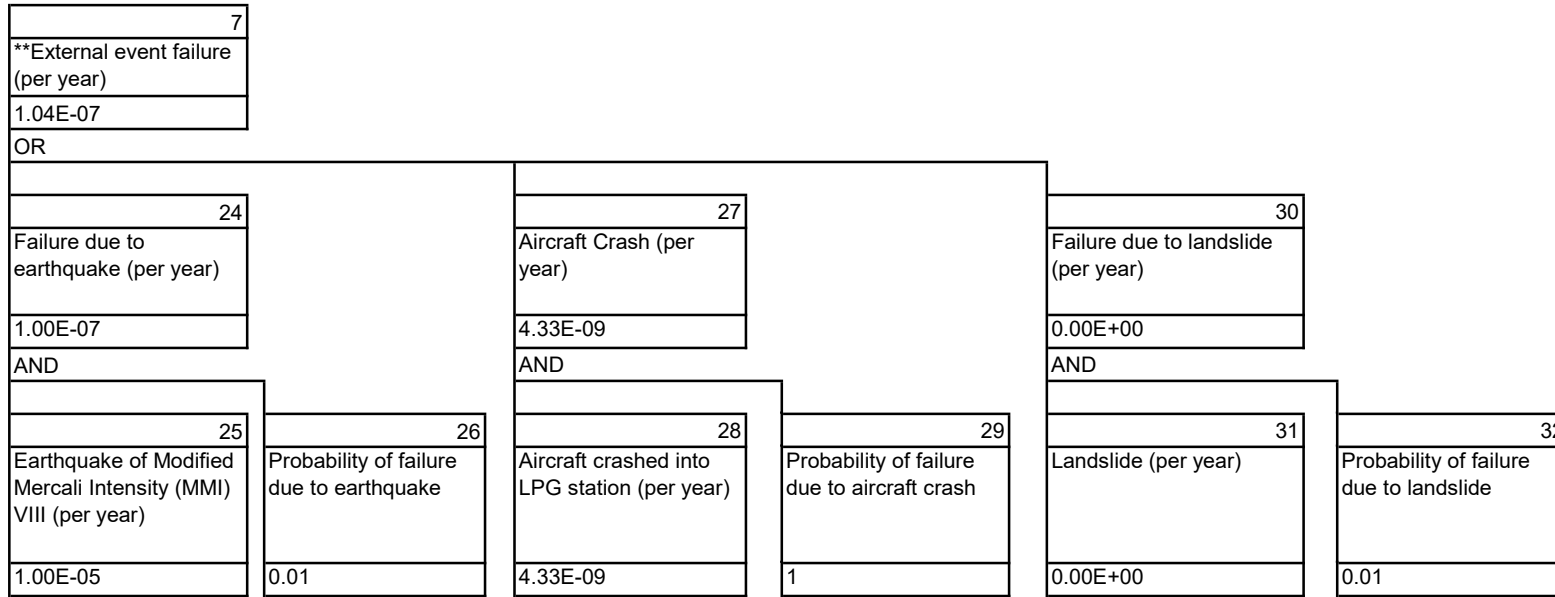 7
**External event failure
(per year)
1.04E-07
OR
24
Failure due to
earthquake (per year)
1.00E-07
AND
27
Aircraft Crash (per
year)
4.33E-09
AND
30
Failure due to landslide
(per year)
0.00E+00
AND
25
Earthquake of Modified
Mercali Intensity (MMI)
VIII (per year)
1.00E-05
26
Probability of failure
due to earthquake
0.01
28
Aircraft crashed into
LPG station (per year)
4.33E-09
29
Probability of failure
due to aircraft crash
1
31
Landslide (per year)
0.00E+00
32
Probability of failure
due to landslide
0.01